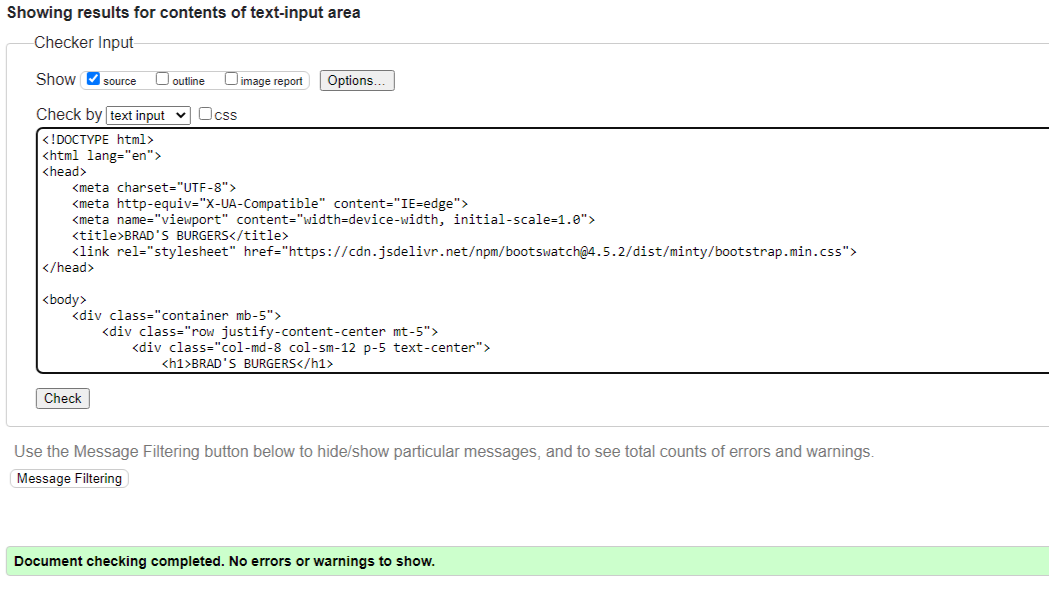 Showing results for contents of text-input area
Checker Input
Show source outline image report Options...
Check by text input css
<!DOCTYPE html>
<html lang="en">
<head>
    <meta charset="UTF-8">
    <meta http-equiv="X-UA-Compatible" content="IE=edge">
    <meta name="viewport" content="width=device-width, initial-scale=1.0">
    <title>BRAD'S BURGERS</title>
    <link rel="stylesheet" href="https://cdn.jsdelivr.net/npm/bootswatch@4.5.2/dist/minty/bootstrap.min.css">
</head>

<body>
    <div class="container mb-5">
        <div class="row justify-content-center mt-5">
            <div class="col-md-8 col-sm-12 p-5 text-center">
                <h1>BRAD'S BURGERS</h1>
Check
Use the Message Filtering button below to hide/show particular messages, and to see total counts of errors and warnings.
Message Filtering
Document checking completed. No errors or warnings to show.